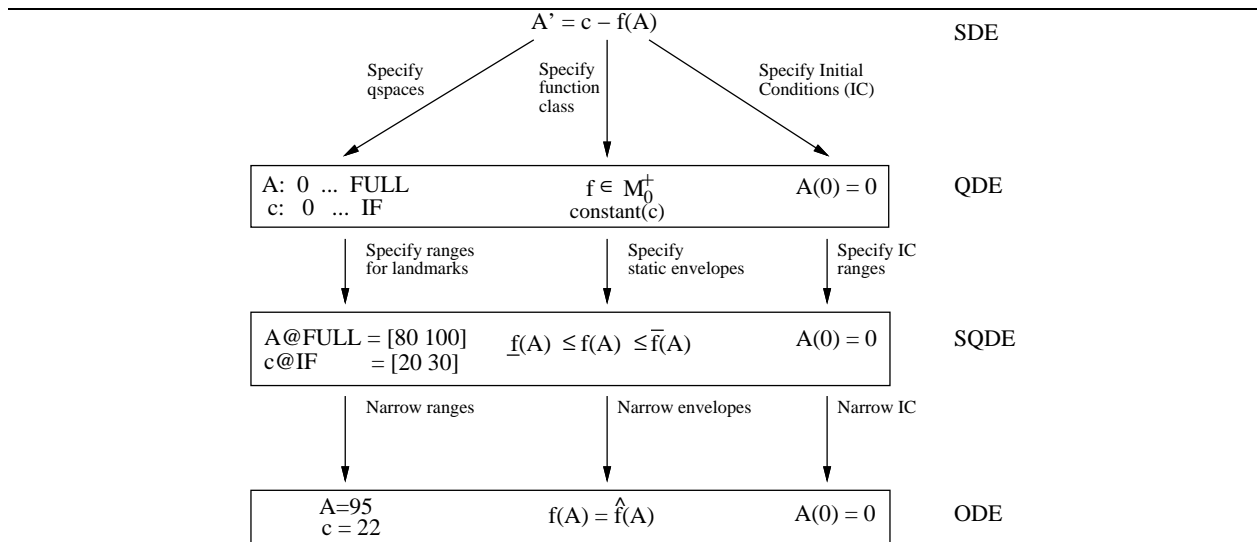 A' = c – f(A)
SDE
Specify
qspaces
Specify
function
class
Specify Initial
Conditions (IC)
A: 0 ... FULL
c: 0 ... IF
f ∈ M₀⁺
constant(c)
A(0) = 0
QDE
Specify ranges
for landmarks
Specify
static envelopes
Specify IC
ranges
A@FULL = [80 100]
c@IF = [20 30]
f̲(A) ≤ f(A) ≤ f̅(A)
A(0) = 0
SQDE
Narrow ranges
Narrow envelopes
Narrow IC
A=95
c = 22
f(A) = f̂(A)
A(0) = 0
ODE